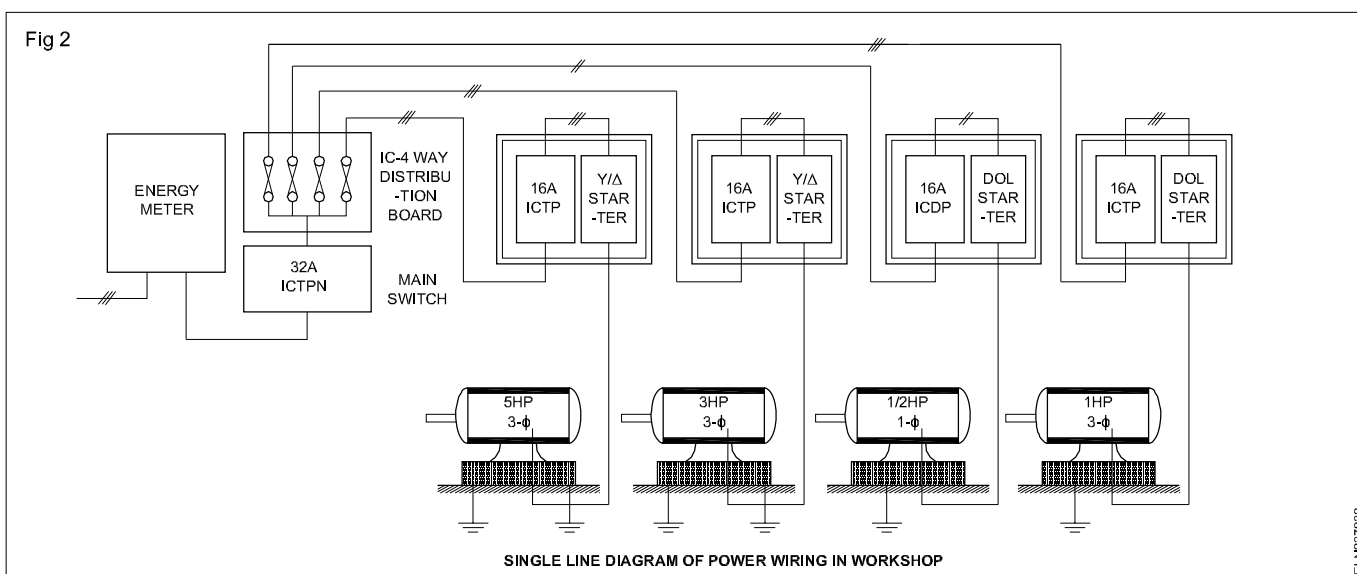 Fig 2
ENERGY
METER
IC-4 WAY
DISTRIBU
-TION
BOARD
32A
ICTPN
MAIN
SWITCH
16A
ICTP
Y/Δ
STAR
-TER
16A
ICTP
Y/Δ
STAR
-TER
16A
ICDP
DOL
STAR
-TER
16A
ICTP
DOL
STAR
-TER
5HP
3-ϕ
3HP
3-ϕ
1/2HP
1-ϕ
1HP
3-ϕ
SINGLE LINE DIAGRAM OF POWER WIRING IN WORKSHOP